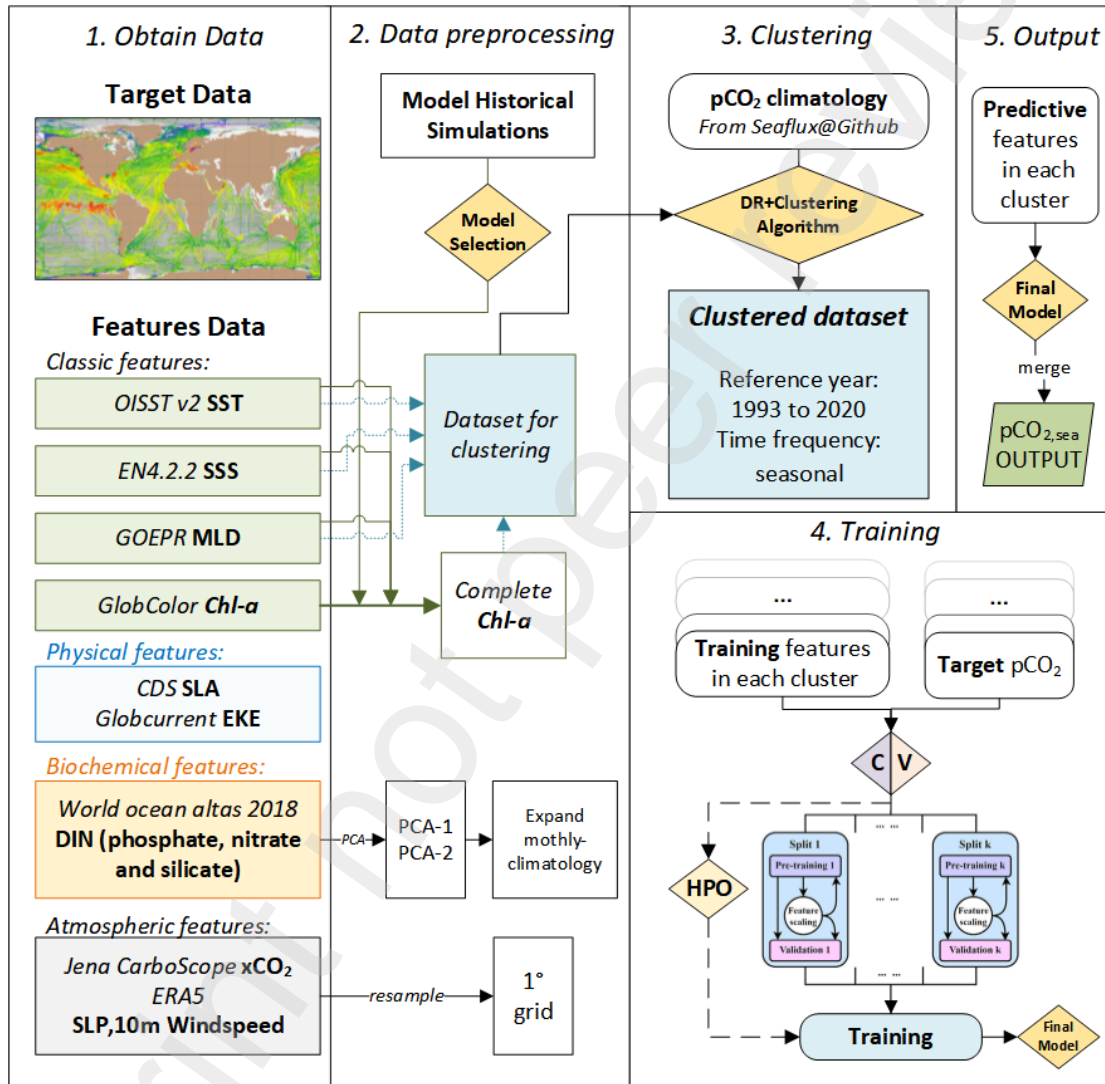 1. Obtain Data
Target Data
Features Data
Classic features:
OISST v2 SST
EN4.2.2 SSS
GOEPR MLD
GlobColor Chl-a
Physical features:
CDS SLA
Globcurrent EKE
Biochemical features:
World ocean altas 2018
DIN (phosphate, nitrate
and silicate)
Atmospheric features:
Jena CarboScope xCO₂
ERA5
SLP,10m Windspeed
2. Data preprocessing
Model Historical
Simulations
Model
Selection
Dataset for
clustering
Complete
Chl-a
PCA
PCA-1
PCA-2
Expand
mothly-
climatology
resample
1°
grid
3. Clustering
pCO₂ climatology
From Seaflux@Github
DR+Clustering
Algorithm
Clustered dataset
Reference year:
1993 to 2020
Time frequency:
seasonal
5. Output
Predictive
features
in each
cluster
Final
Model
merge
pCO₂,sea
OUTPUT
4. Training
...
Training features
in each cluster
...
Target pCO₂
C V
HPO
Split 1
Pre-training 1
Feature
scaling
Validation 1
... ...
... ...
... ...
Split k
Pre-training k
Feature
scaling
Validation k
Training
Final
Model
rint not peer review